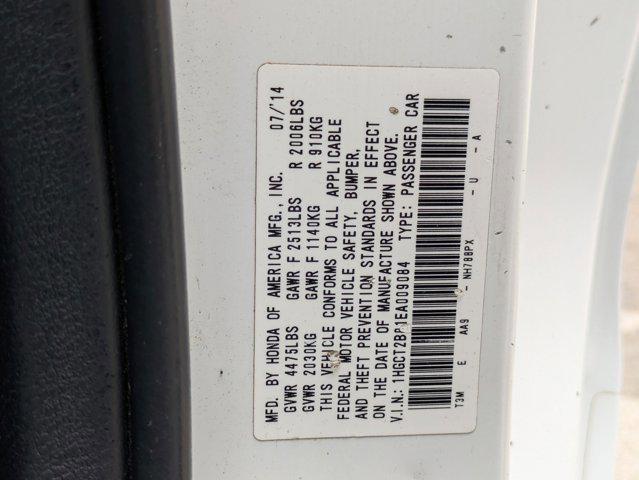 MFD. BY HONDA OF AMERICA MFG., INC. 07/'14
GVWR 4475LBS GAWR F 2513LBS R 2006LBS
GVWR 2030KG GAWR F 1140KG R 910KG
THIS VEHICLE CONFORMS TO ALL APPLICABLE
FEDERAL MOTOR VEHICLE SAFETY, BUMPER,
AND THEFT PREVENTION STANDARDS IN EFFECT
ON THE DATE OF MANUFACTURE SHOWN ABOVE.
V.I.N.: TYPE: PASSENGER CAR
T3M E AA9 NH788PX U - A